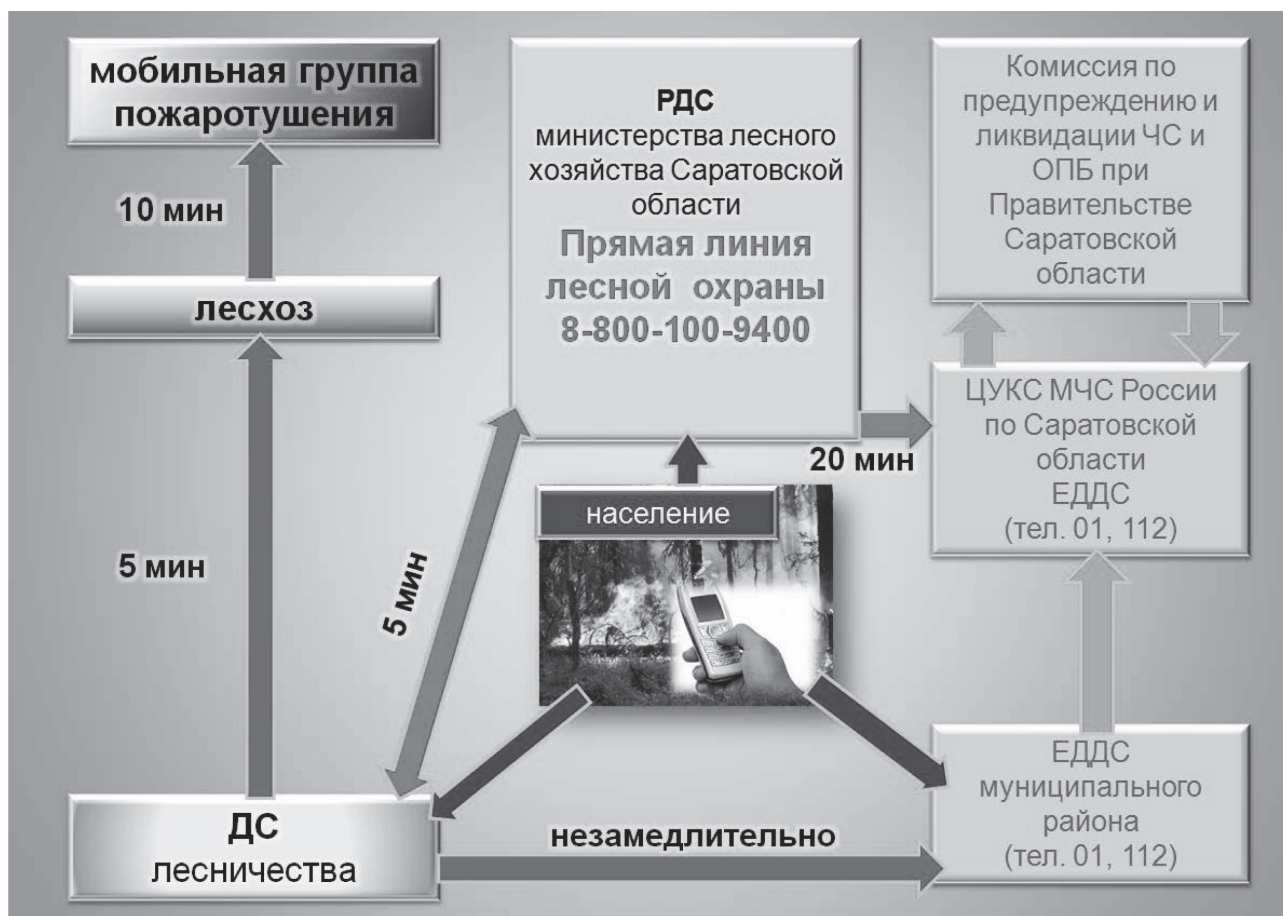 мобильная группа
пожаротушения
10 мин
лесхоз
5 мин
ДС
лесничества
РДС
министерства лесного
хозяйства Саратовской
области
Прямая линия
лесной охраны
8-800-100-9400
5 мин
население
20 мин
незамедлительно
Комиссия по
предупреждению и
ликвидации ЧС и
ОПБ при
Правительстве
Саратовской
области
ЦУКС МЧС России
по Саратовской
области
ЕДДС
(тел. 01, 112)
ЕДДС
муниципального
района
(тел. 01, 112)